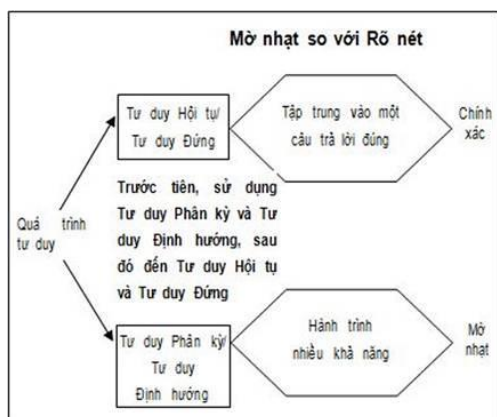 Mờ nhạt so với Rõ nét
Tư duy Hội tụ/
Tư duy Đứng
Tập trung vào một
câu trả lời đúng
Chính
xác
Trước tiên, sử dụng
Tư duy Phân kỳ và Tư
duy Định hướng, sau
đó đến Tư duy Hội tụ
và Tư duy Đứng
Quá trình
tư duy
Tư duy Phân kỳ/
Tư duy
Định hướng
Hành trình
nhiều khả năng
Mờ
nhạt